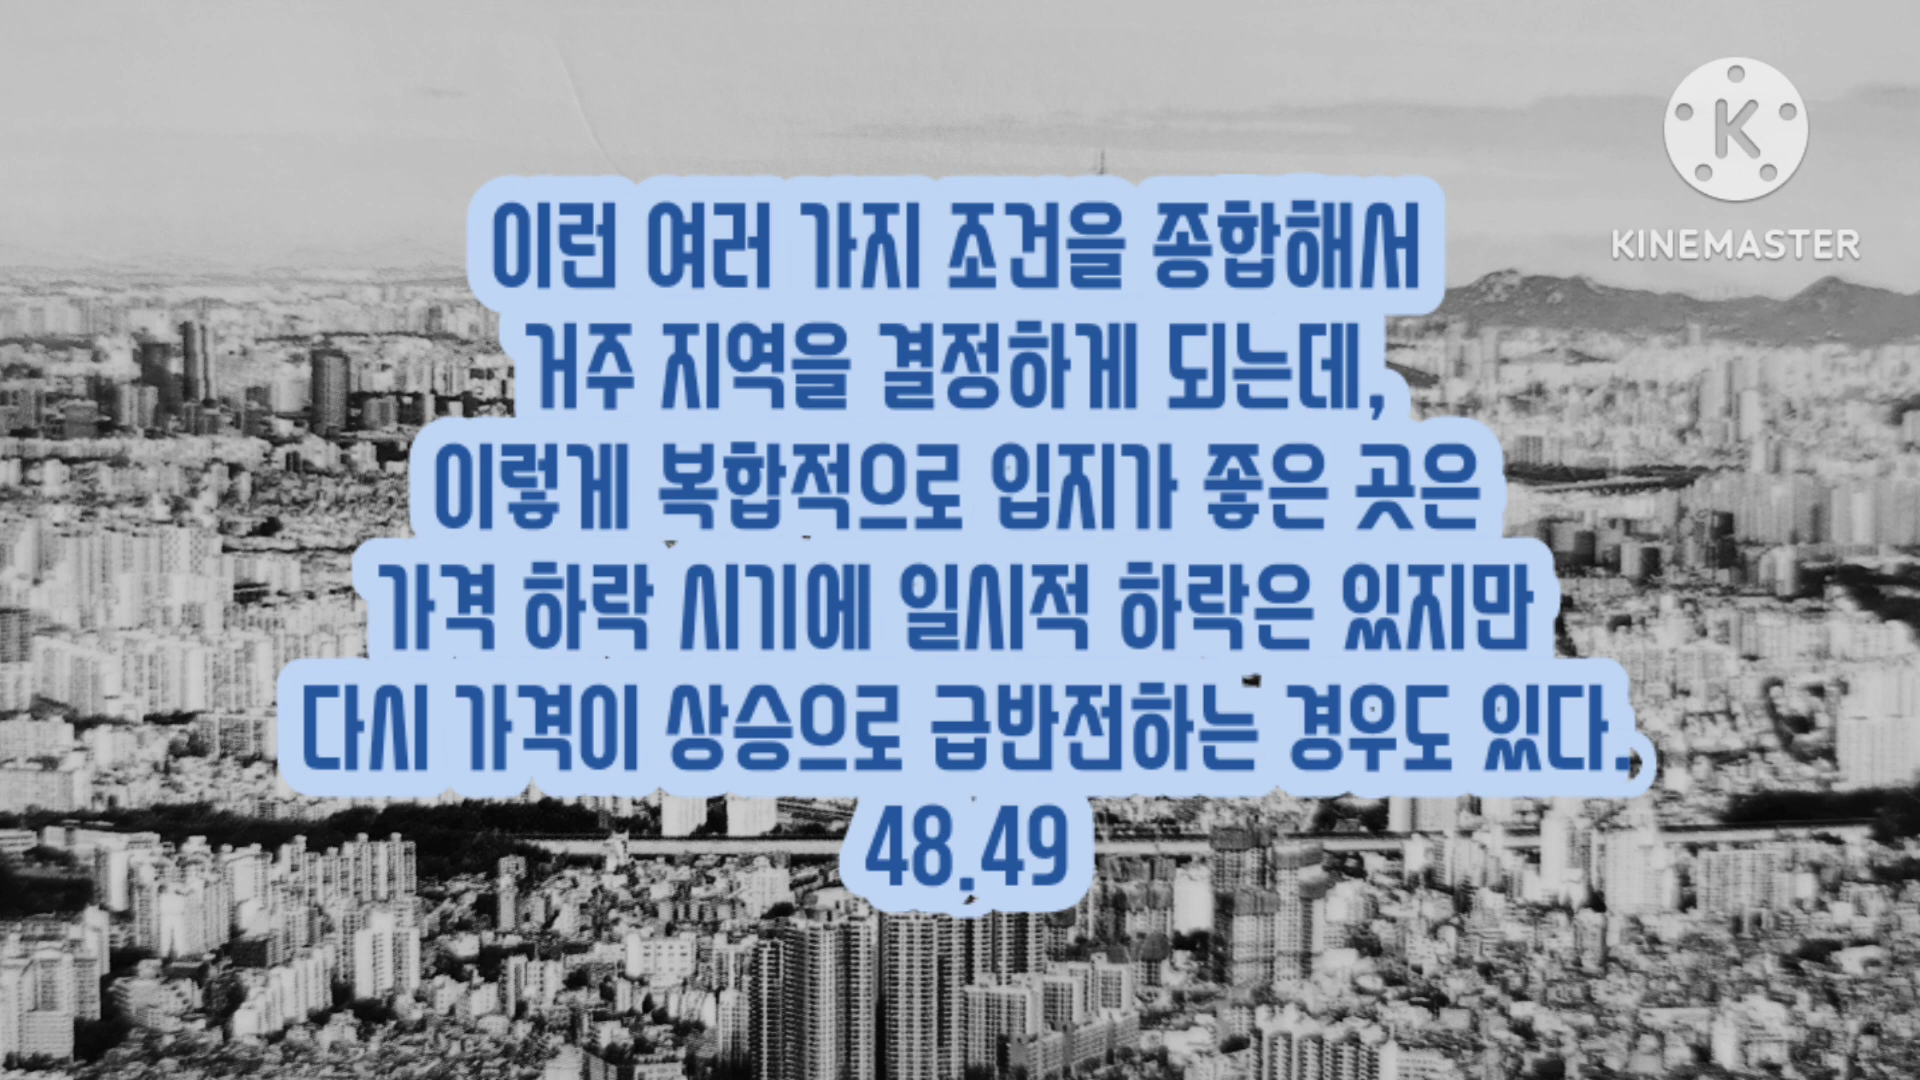 KINEMASTER
이런 여러 가지 조건을 종합해서
거주 지역을 결정하게 되는데,
이렇게 복합적으로 입지가 좋은 곳은
가격 하락 시기에 일시적 하락은 있지만
다시 가격이 상승으로 급반전하는 경우도 있다.
48.49